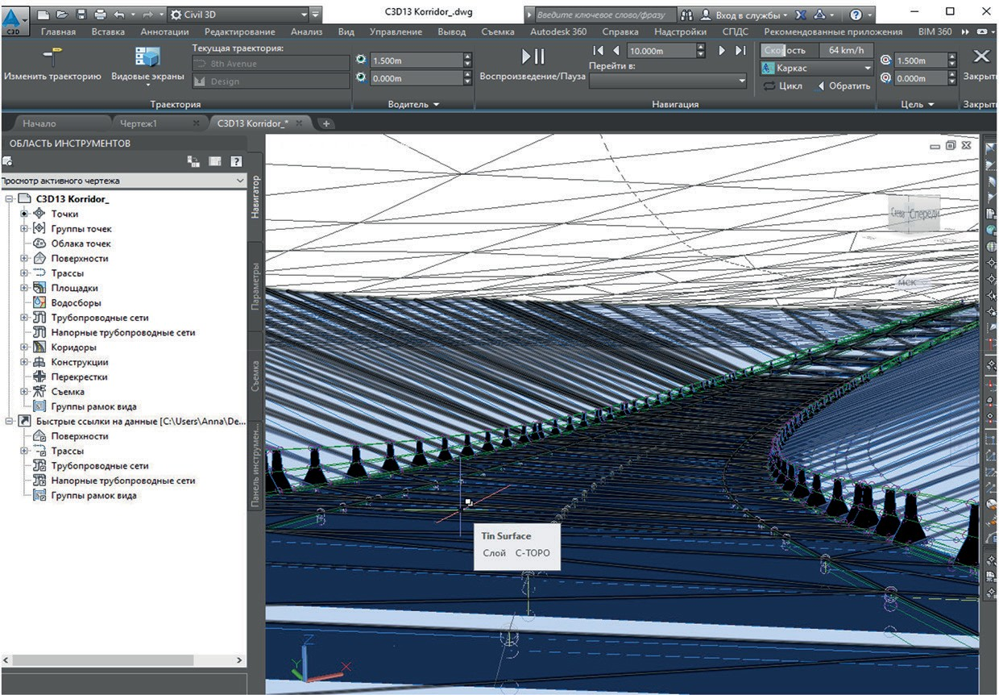 Civil 3D
C3D13 Korridor_.dwg
Введите ключевое слово/фразу
Вход в службы
C3D
Главная Вставка Аннотации Редактирование Анализ Вид Управление Вывод Съемка Autodesk 360 Справка Надстройки СПДС Рекомендованные приложения BIM 360
Текущая траектория:
8th Avenue
Design
Изменить траекторию
Видовые экраны
Траектория
1.500m
0.000m
Водитель
Воспроизведение/Пауза
10.000m
Перейти в:
Навигация
Скорость 64 km/h
Каркас
Цикл Обратить
1.500m
0.000m
Цель
Закрыть
Закрыть
Начало Чертеж1 C3D13 Korridor_*
ОБЛАСТЬ ИНСТРУМЕНТОВ
Просмотр активного чертежа
C3D13 Korridor_
Точки
Группы точек
Облака точек
Поверхности
Трассы
Площадки
Водосборы
Трубопроводные сети
Напорные трубопроводные сети
Коридоры
Конструкции
Перекрестки
Съемка
Группы рамок вида
Быстрые ссылки на данные [C:\Users\Anna\De...
Поверхности
Трассы
Трубопроводные сети
Напорные трубопроводные сети
Группы рамок вида
Навигатор
Параметры
Съемка
Панель инструмен...
Спереди
МСК
Tin Surface
Слой C-TOPO
Z
Y
X